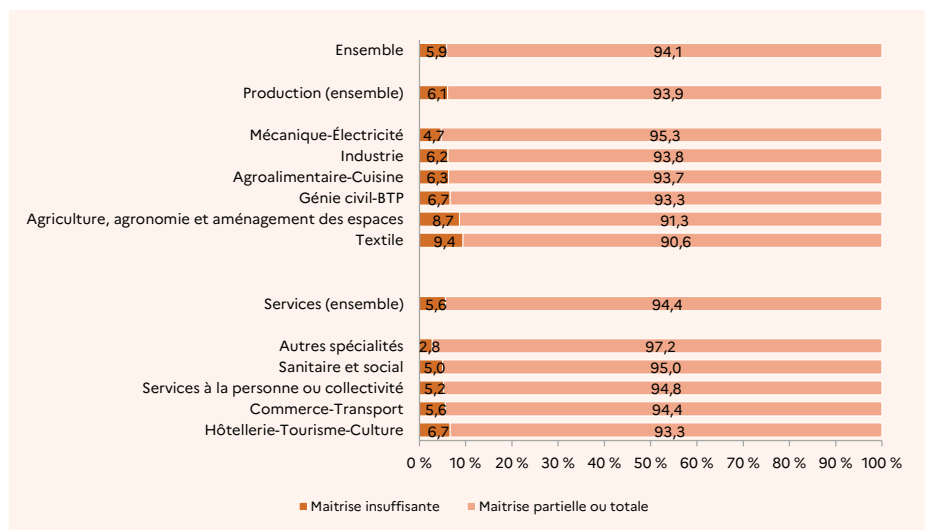 Ensemble 5,9 94,1
Production (ensemble) 6,1 93,9
Mécanique-Électricité 4,7 95,3
Industrie 6,2 93,8
Agroalimentaire-Cuisine 6,3 93,7
Génie civil-BTP 6,7 93,3
Agriculture, agronomie et aménagement des espaces 8,7 91,3
Textile 9,4 90,6
Services (ensemble) 5,6 94,4
Autres spécialités 2,8 97,2
Sanitaire et social 5,0 95,0
Services à la personne ou collectivité 5,2 94,8
Commerce-Transport 5,6 94,4
Hôtellerie-Tourisme-Culture 6,7 93,3
0 % 10 % 20 % 30 % 40 % 50 % 60 % 70 % 80 % 90 % 100 %
Maitrise insuffisante Maitrise partielle ou totale